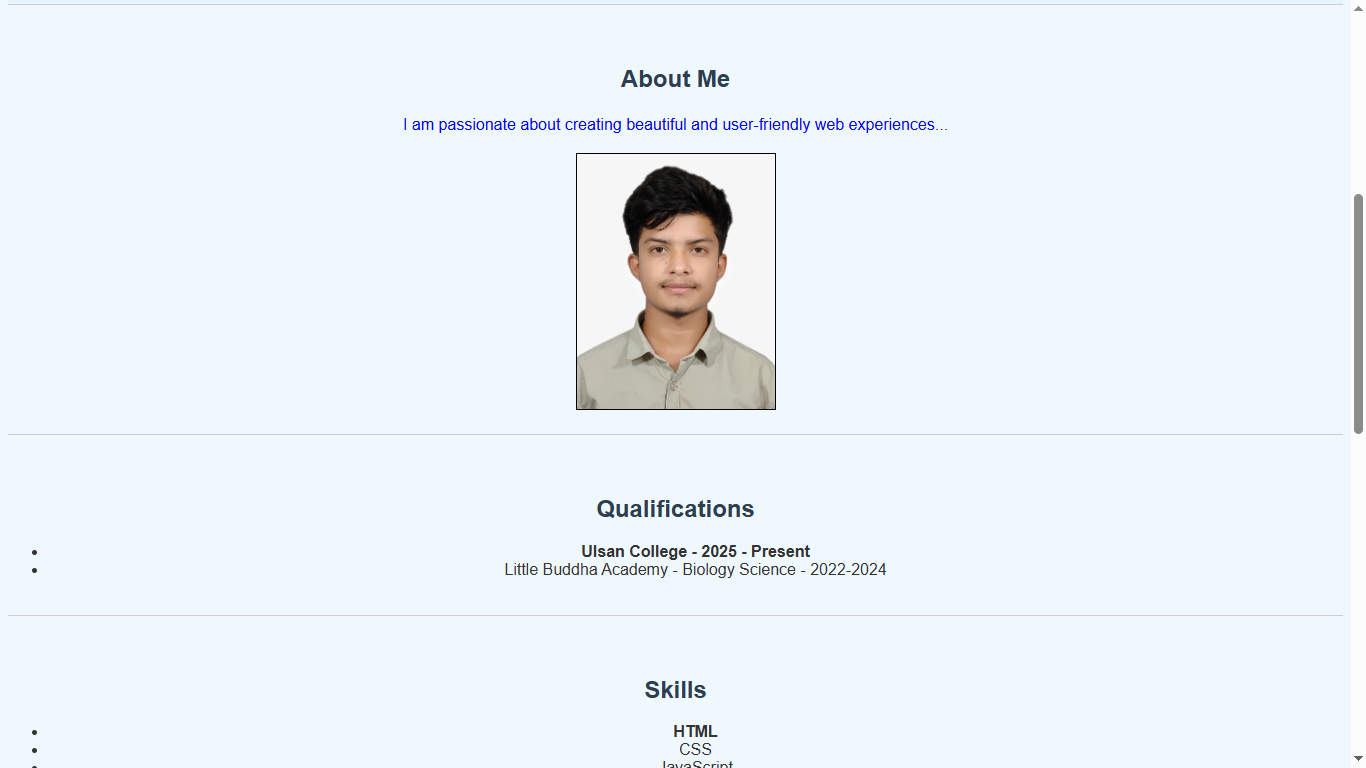 About Me
I am passionate about creating beautiful and user-friendly web experiences...
Qualifications
Ulsan College - 2025 - Present
Little Buddha Academy - Biology Science - 2022-2024
Skills
HTML
CSS
JavaScript